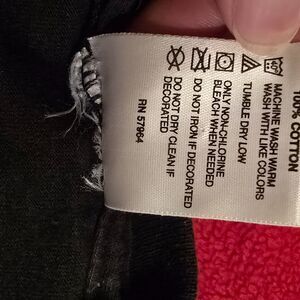 100% COTTON
MACHINE WASH WARM
WASH WITH LIKE COLORS
TUMBLE DRY LOW
ONLY NON-CHLORINE
BLEACH WHEN NEEDED
DO NOT IRON IF DECORATED
DO NOT DRY CLEAN IF
DECORATED
RN 57964